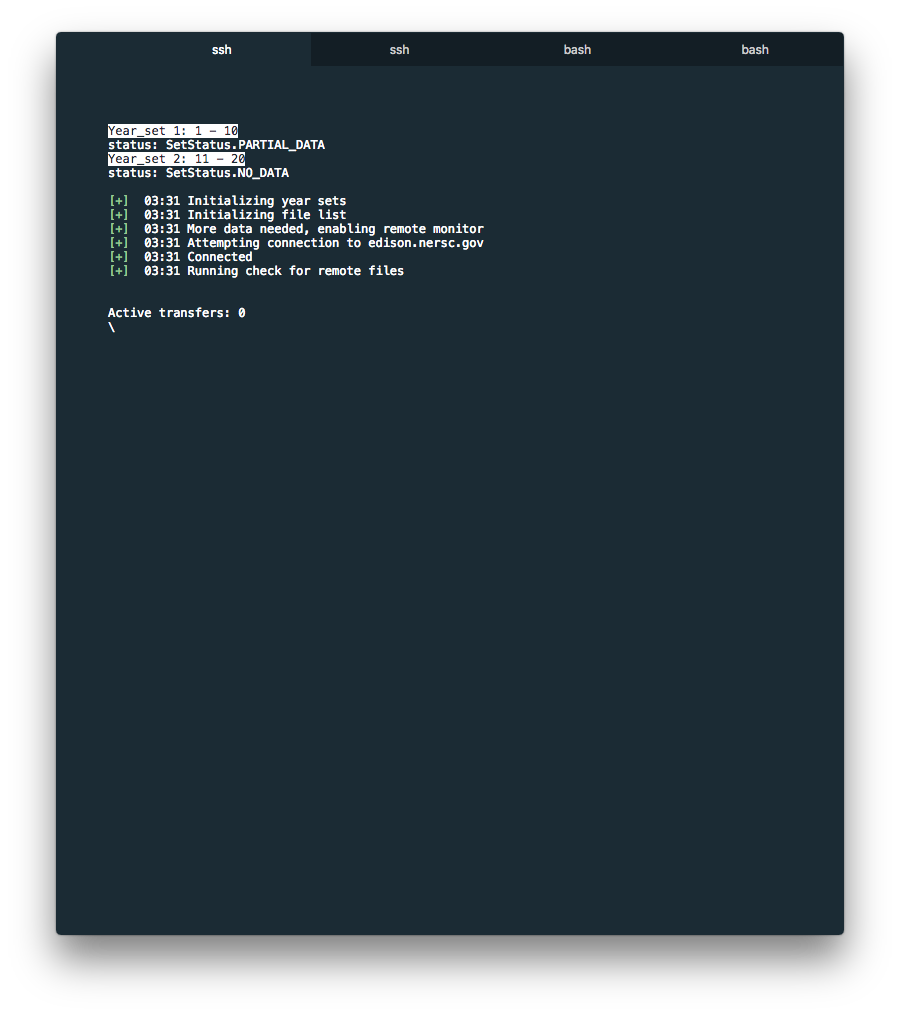 ssh ssh bash bash
Year_set 1: 1 - 10
status: SetStatus.PARTIAL_DATA
Year_set 2: 11 - 20
status: SetStatus.NO_DATA
[+] 03:31 Initializing year sets
[+] 03:31 Initializing file list
[+] 03:31 More data needed, enabling remote monitor
[+] 03:31 Attempting connection to edison.nersc.gov
[+] 03:31 Connected
[+] 03:31 Running check for remote files
Active transfers: 0
\